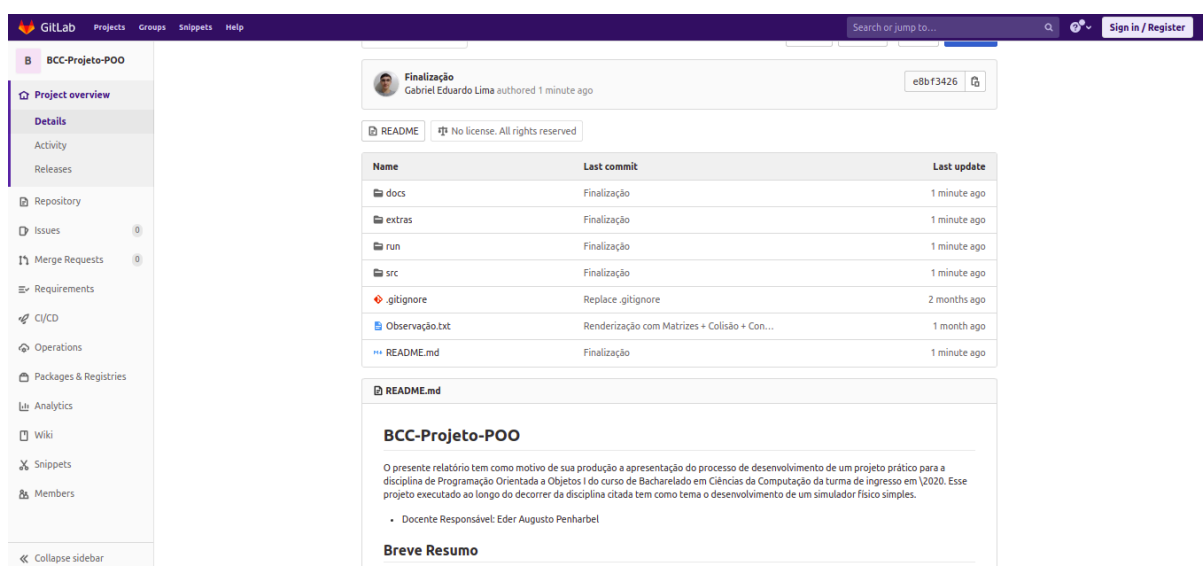 GitLab Projects Groups Snippets Help Search or jump to... Sign in / Register
B BCC-Projeto-POO
Project overview
Details
Activity
Releases
Repository
Issues 0
Merge Requests 0
Requirements
CI/CD
Operations
Packages & Registries
Analytics
Wiki
Snippets
Members
Collapse sidebar
Finalização
Gabriel Eduardo Lima authored 1 minute ago
e8bf3426
README No license. All rights reserved
Name Last commit Last update
docs Finalização 1 minute ago
extras Finalização 1 minute ago
run Finalização 1 minute ago
src Finalização 1 minute ago
.gitignore Replace .gitignore 2 months ago
Observação.txt Renderização com Matrizes + Colisão + Con... 1 month ago
README.md Finalização 1 minute ago
README.md
BCC-Projeto-POO
O presente relatório tem como motivo de sua produção a apresentação do processo de desenvolvimento de um projeto prático para a
disciplina de Programação Orientada a Objetos I do curso de Bacharelado em Ciências da Computação da turma de ingresso em \2020. Esse
projeto executado ao longo do decorrer da disciplina citada tem como tema o desenvolvimento de um simulador físico simples.
• Docente Responsável: Eder Augusto Penharbel
Breve Resumo